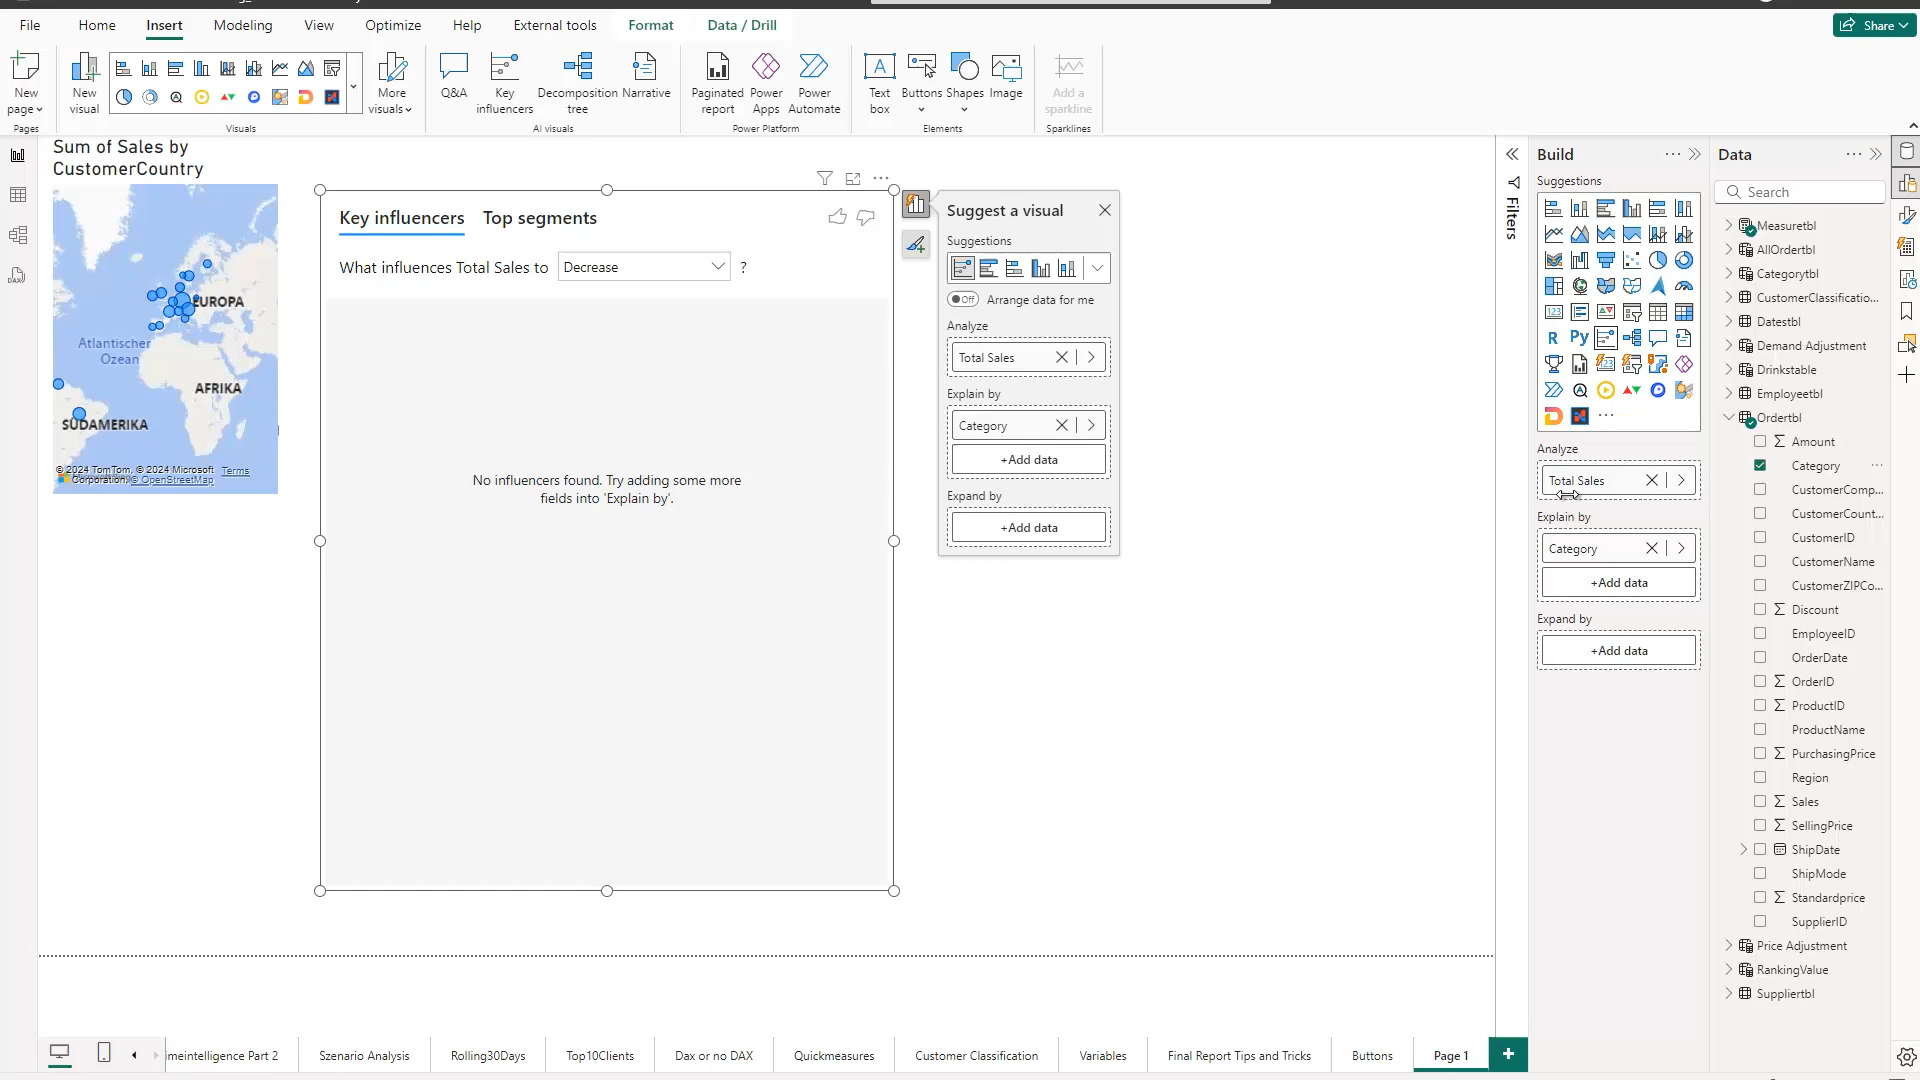 File
Home
Insert
Modeling
View
Optimize
Help
External tools
Format
Data / Drill
Share
New
page
New
visual
More
visuals
Q&A
Key
influencers
Decomposition
tree
Narrative
Paginated
report
Power
Apps
Power
Automate
Text
box
Buttons
Shapes
Image
Add a
sparkline
Pages
Visuals
AI visuals
Power Platform
Elements
Sparklines
Sum of Sales by
CustomerCountry
EUROPA
Atlantischer
Ozean
AFRIKA
SÜDAMERIKA
© 2024 TomTom, © 2024 Microsoft
Corporation, © OpenStreetMap
Terms
Key influencers
Top segments
What influences Total Sales to
Decrease
?
No influencers found. Try adding some more
fields into 'Explain by'.
Suggest a visual
Suggestions
Off
Arrange data for me
Analyze
Total Sales
Explain by
Category
+Add data
Expand by
+Add data
Filters
Build
Suggestions
R
Py
123
Analyze
Total Sales
Explain by
Category
+Add data
Expand by
+Add data
Data
Search
Measuretbl
AllOrdertbl
Categorytbl
CustomerClassificatio...
Datestbl
Demand Adjustment
Drinkstable
Employeetbl
Ordertbl
Amount
Category
CustomerComp...
CustomerCount...
CustomerID
CustomerName
CustomerZIPCo...
Discount
EmployeeID
OrderDate
OrderID
ProductID
ProductName
PurchasingPrice
Region
Sales
SellingPrice
ShipDate
ShipMode
Standardprice
SupplierID
Price Adjustment
RankingValue
Suppliertbl
DAX
imeintelligence Part 2
Szenario Analysis
Rolling30Days
Top10Clients
Dax or no DAX
Quickmeasures
Customer Classification
Variables
Final Report Tips and Tricks
Buttons
Page 1
+